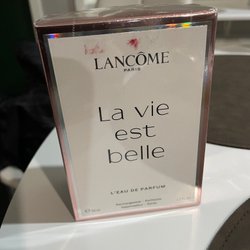 LANCÔME
PARIS
La vie
est
belle
L'EAU DE PARFUM